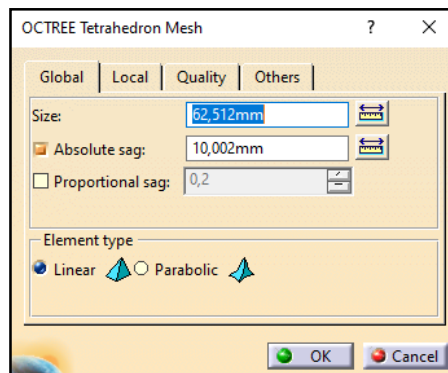 OCTREE Tetrahedron Mesh ? ×
Global Local Quality Others
Size: 62,512mm
Absolute sag: 10,002mm
Proportional sag: 0,2
Element type
Linear Parabolic
OK Cancel